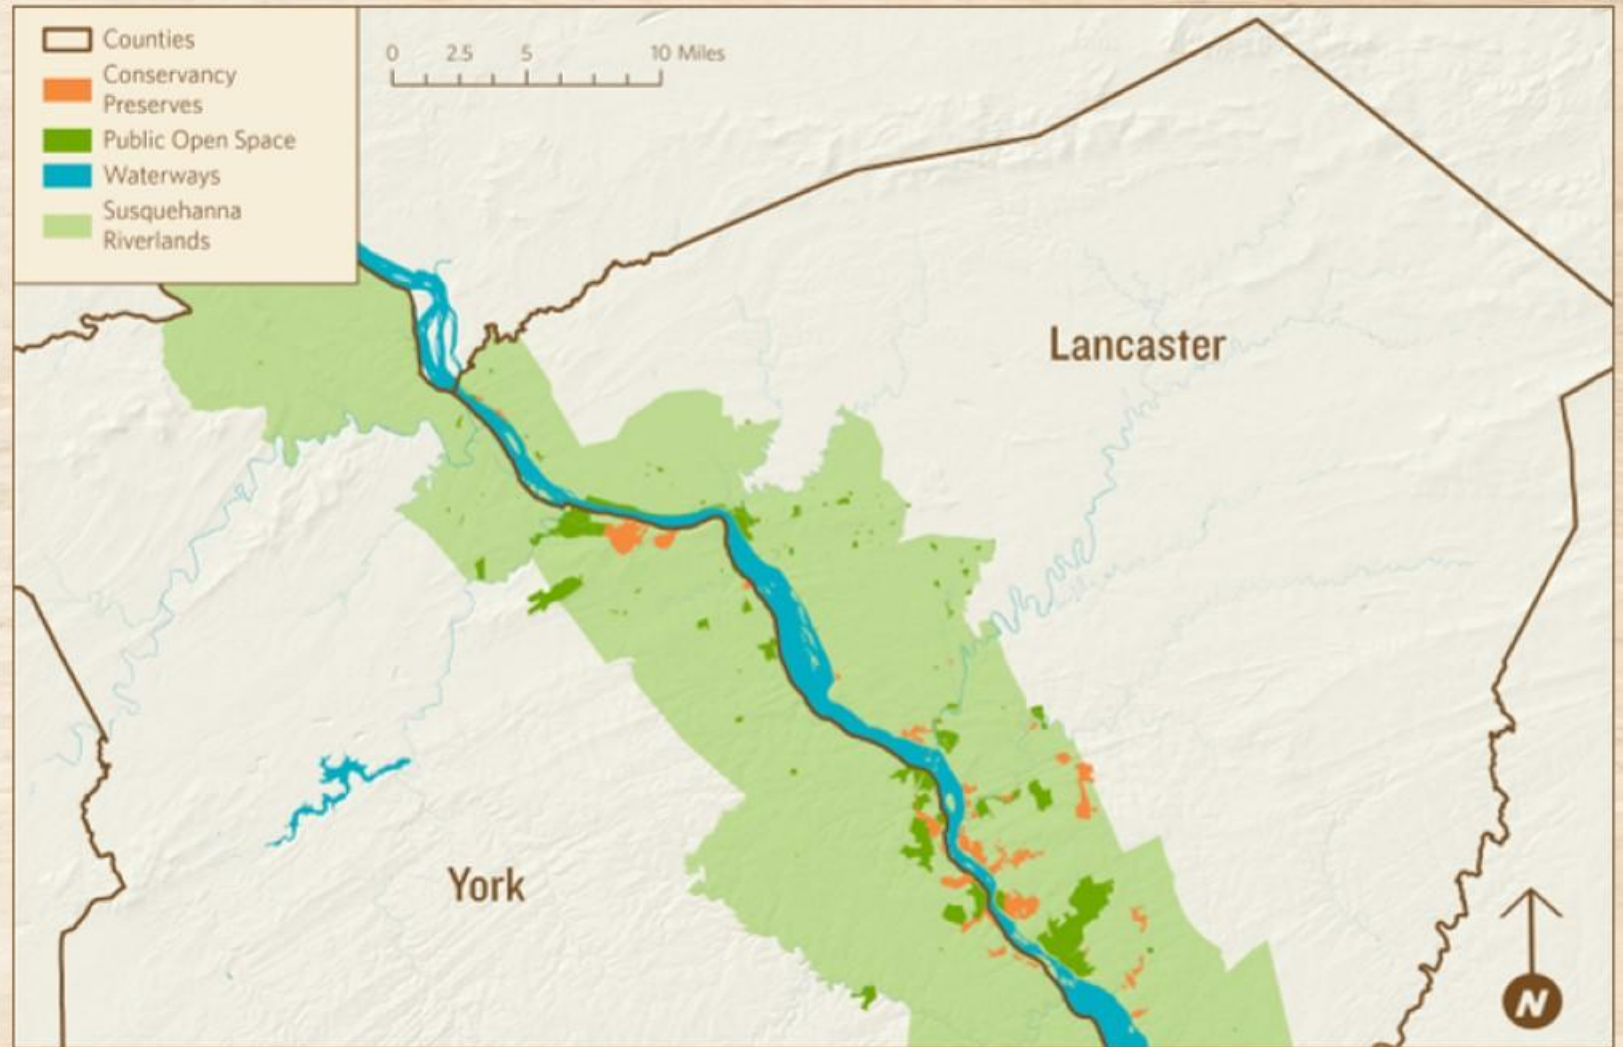 Counties
Conservancy
Preserves
Public Open Space
Waterways
Susquehanna
Riverlands
0 2.5 5 10 Miles
Lancaster
York
N